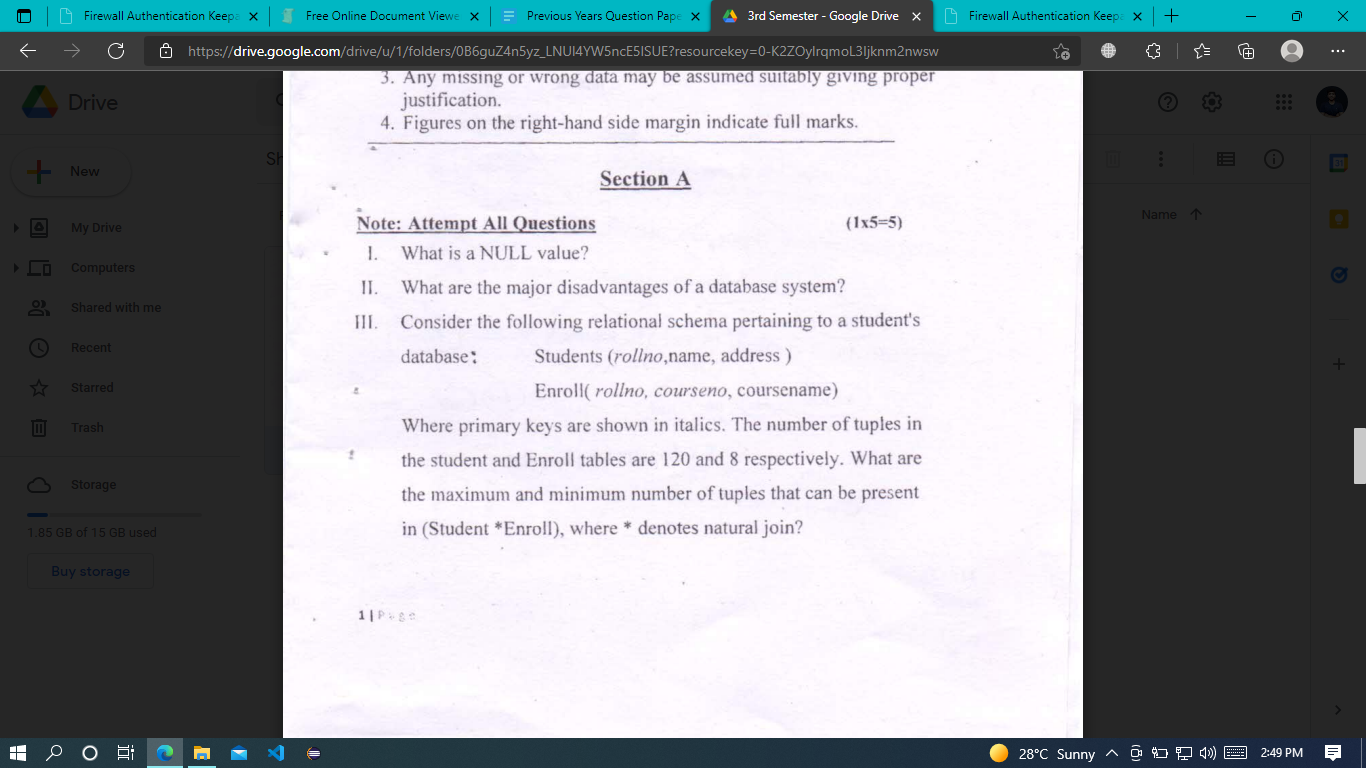 Firewall Authentication Keepa
Free Online Document Viewe
Previous Years Question Pape
3rd Semester - Google Drive
Firewall Authentication Keepa
https://drive.google.com/drive/u/1/folders/0B6guZ4n5yz_LNUl4YW5ncE5lSUE?resourcekey=0-K2ZOylrqmoL3Ijknm2nwsw
Drive
New
My Drive
Computers
Shared with me
Recent
Starred
Trash
Storage
1.85 GB of 15 GB used
Buy storage
Name
3. Any missing or wrong data may be assumed suitably giving proper
justification.
4. Figures on the right-hand side margin indicate full marks.
Section A
Note: Attempt All Questions (1x5=5)
I. What is a NULL value?
II. What are the major disadvantages of a database system?
III. Consider the following relational schema pertaining to a student's
database: Students (rollno,name, address )
Enroll( rollno, courseno, coursename)
Where primary keys are shown in italics. The number of tuples in
the student and Enroll tables are 120 and 8 respectively. What are
the maximum and minimum number of tuples that can be present
in (Student *Enroll), where * denotes natural join?
1 | Page
28°C Sunny
2:49 PM